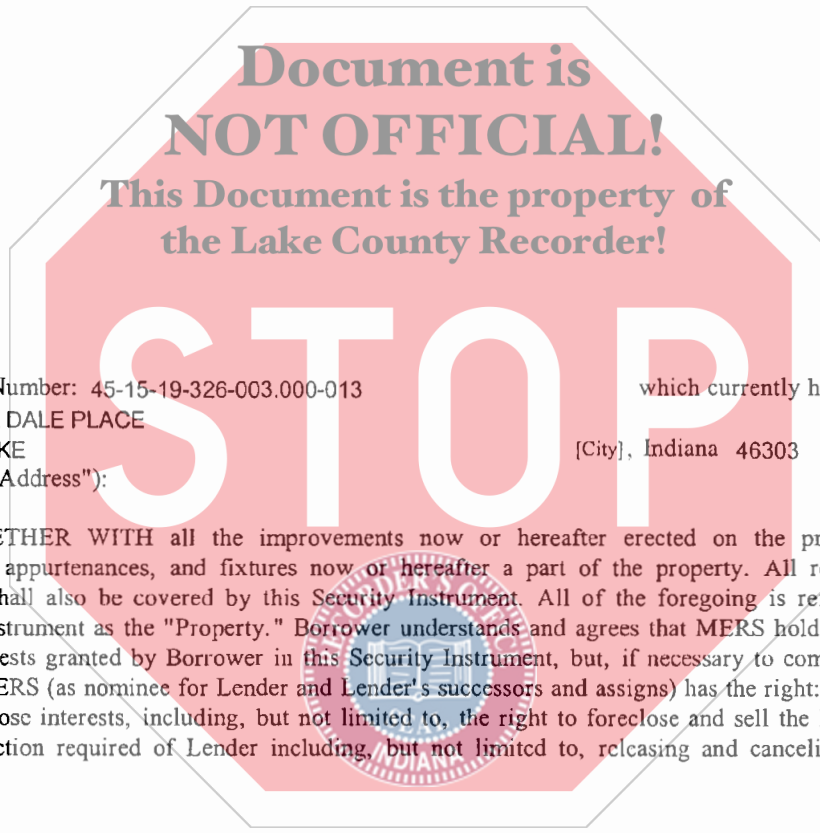 Document is
NOT OFFICIAL!
This Document is the property of
the Lake County Recorder!
STOP
Number: 45-15-19-326-003.000-013 which currently h
DALE PLACE
KE [City], Indiana 46303
Address"):
ETHER WITH all the improvements now or hereafter erected on the pr
appurtenances, and fixtures now or hereafter a part of the property. All r
hall also be covered by this Security Instrument. All of the foregoing is re
strument as the "Property." Borrower understands and agrees that MERS hold
ests granted by Borrower in this Security Instrument, but, if necessary to com
ERS (as nominee for Lender and Lender's successors and assigns) has the right:
ose interests, including, but not limited to, the right to foreclose and sell the
ction required of Lender including, but not limited to, releasing and canceli
INDIANA